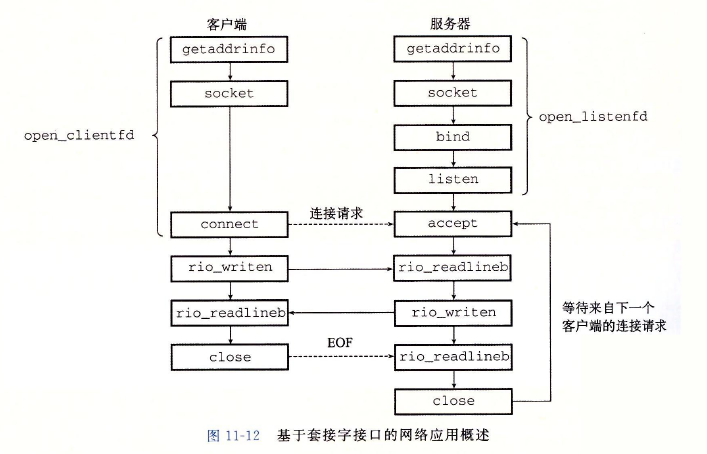 客户端
服务器
getaddrinfo
getaddrinfo
socket
socket
open_clientfd
open_listenfd
bind
listen
connect
连接请求
accept
rio_writen
rio_readlineb
等待来自下一个
客户端的连接请求
rio_readlineb
rio_writen
close
EOF
rio_readlineb
close
图 11-12 基于套接字接口的网络应用概述